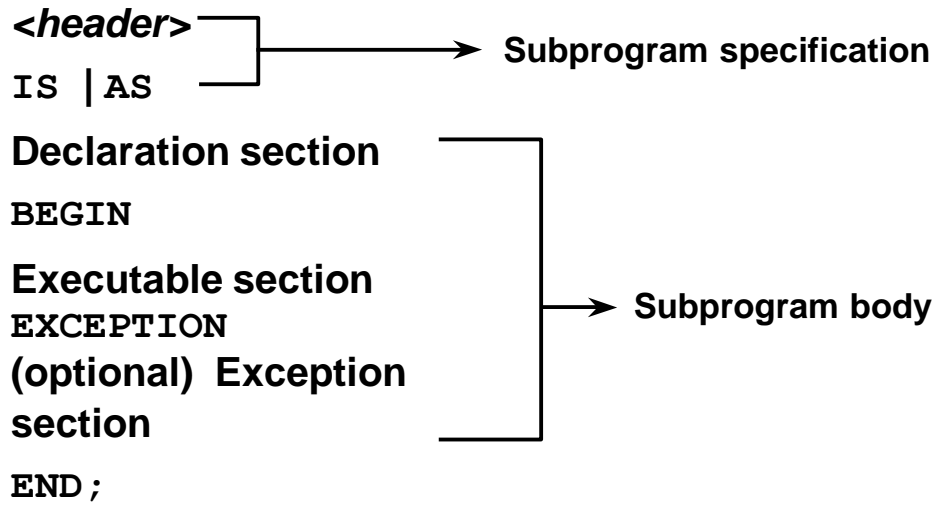 <header>
Subprogram specification
IS | AS
Declaration section
BEGIN
Executable section
EXCEPTION
Subprogram body
(optional) Exception
section
END;